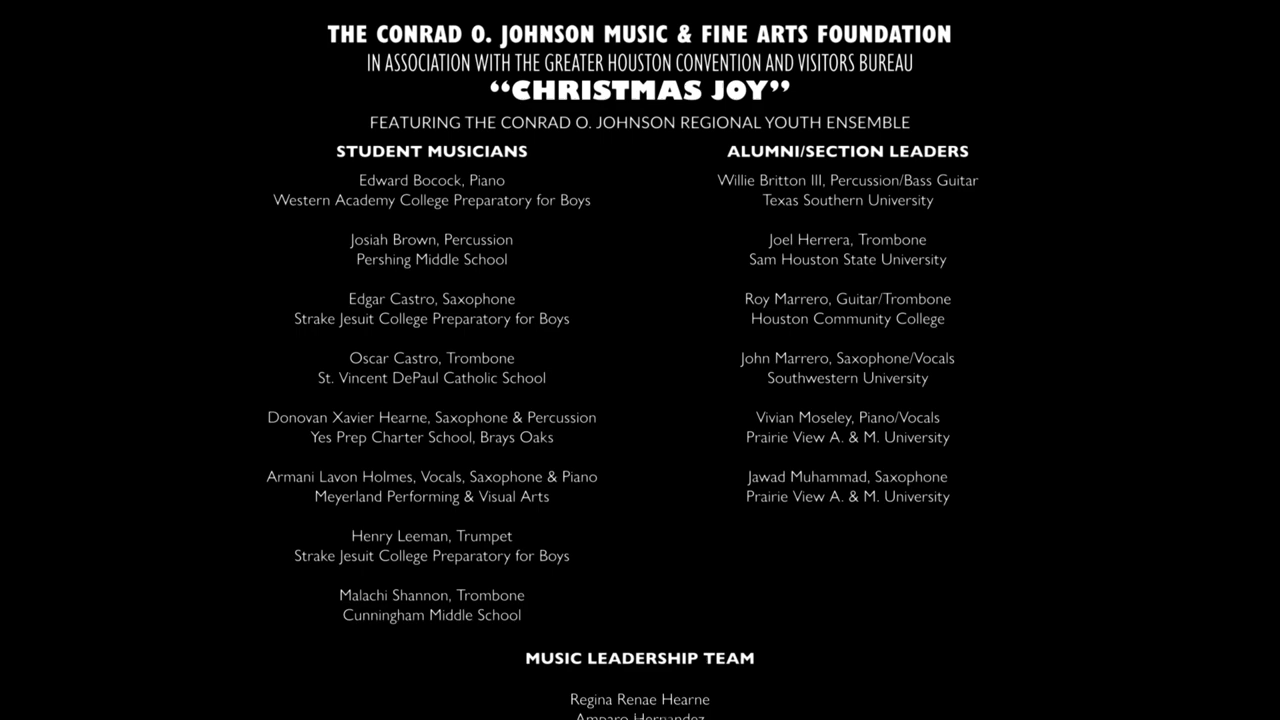 THE CONRAD O. JOHNSON MUSIC & FINE ARTS FOUNDATION
IN ASSOCIATION WITH THE GREATER HOUSTON CONVENTION AND VISITORS BUREAU
“CHRISTMAS JOY”
FEATURING THE CONRAD O. JOHNSON REGIONAL YOUTH ENSEMBLE
STUDENT MUSICIANS
Edward Bocock, Piano
Western Academy College Preparatory for Boys
Josiah Brown, Percussion
Pershing Middle School
Edgar Castro, Saxophone
Strake Jesuit College Preparatory for Boys
Oscar Castro, Trombone
St. Vincent DePaul Catholic School
Donovan Xavier Hearne, Saxophone & Percussion
Yes Prep Charter School, Brays Oaks
Armani Lavon Holmes, Vocals, Saxophone & Piano
Meyerland Performing & Visual Arts
Henry Leeman, Trumpet
Strake Jesuit College Preparatory for Boys
Malachi Shannon, Trombone
Cunningham Middle School
ALUMNI/SECTION LEADERS
Willie Britton III, Percussion/Bass Guitar
Texas Southern University
Joel Herrera, Trombone
Sam Houston State University
Roy Marrero, Guitar/Trombone
Houston Community College
John Marrero, Saxophone/Vocals
Southwestern University
Vivian Moseley, Piano/Vocals
Prairie View A. & M. University
Jawad Muhammad, Saxophone
Prairie View A. & M. University
MUSIC LEADERSHIP TEAM
Regina Renae Hearne
Amparo Hernandez